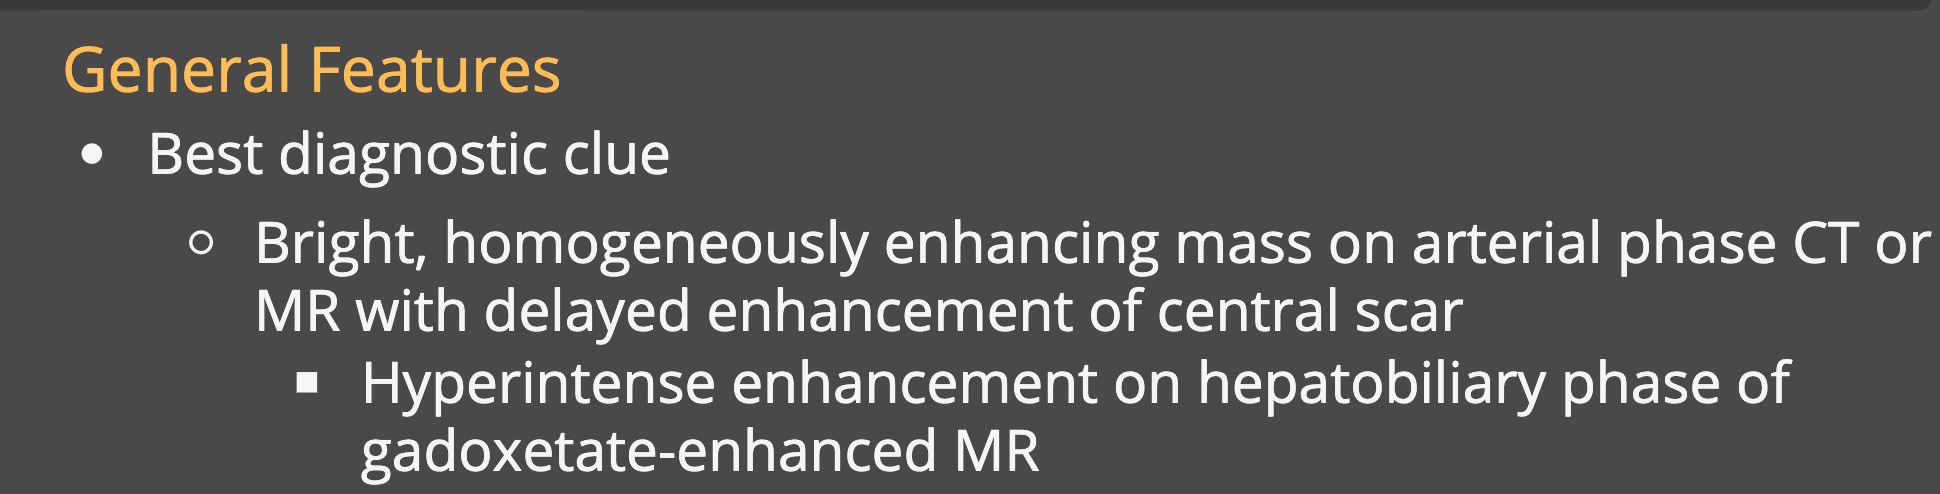 General Features
• Best diagnostic clue
○ Bright, homogeneously enhancing mass on arterial phase CT or
MR with delayed enhancement of central scar
■ Hyperintense enhancement on hepatobiliary phase of
gadoxetate-enhanced MR